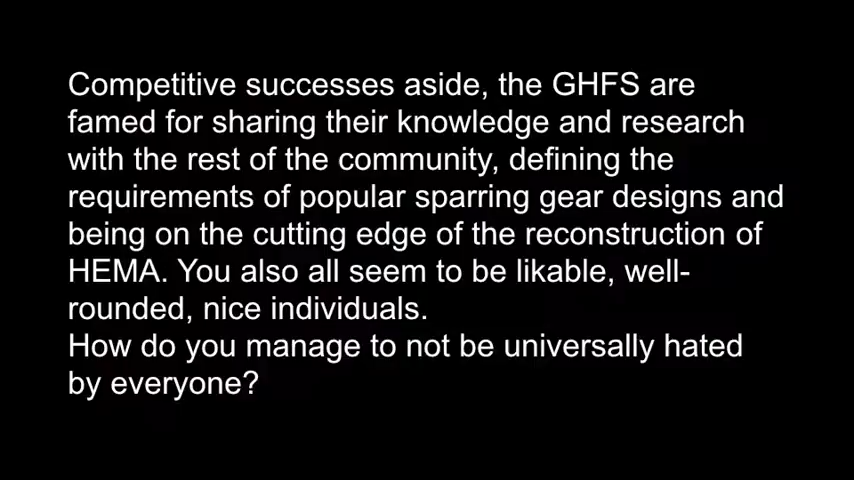 Competitive successes aside, the GHFS are
famed for sharing their knowledge and research
with the rest of the community, defining the
requirements of popular sparring gear designs and
being on the cutting edge of the reconstruction of
HEMA. You also all seem to be likable, well-
rounded, nice individuals.
How do you manage to not be universally hated
by everyone?